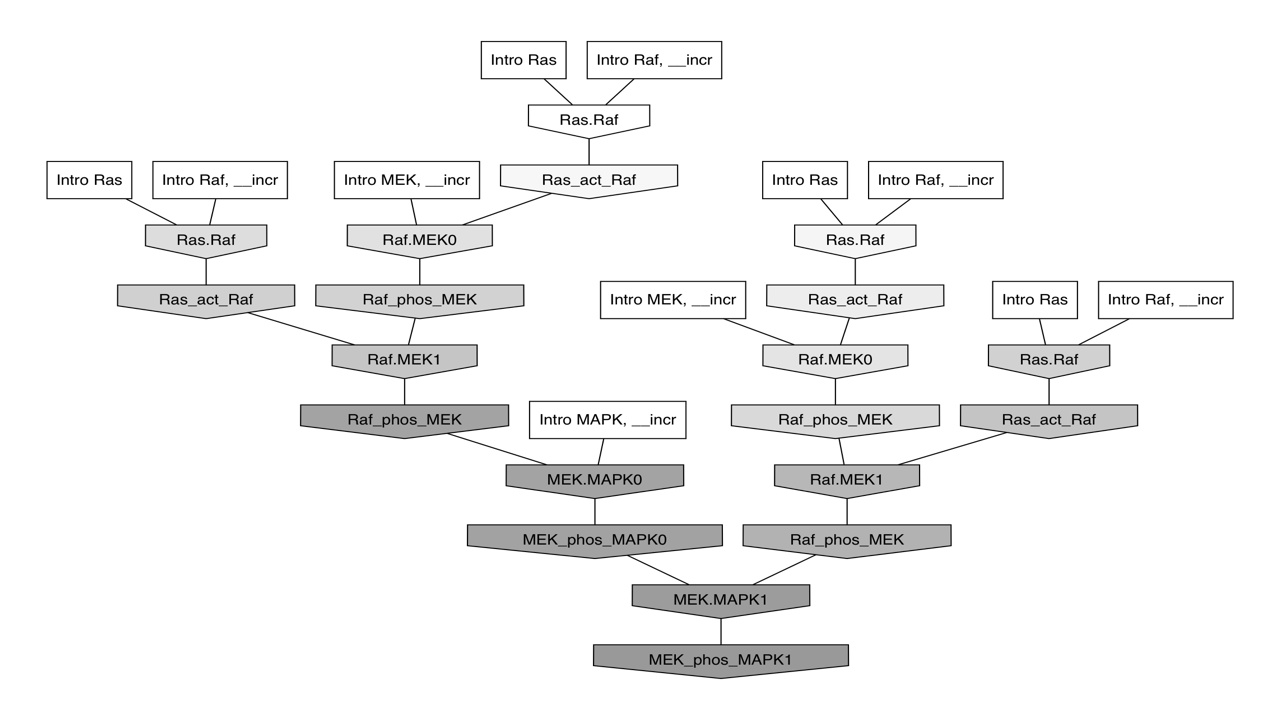 Intro Ras
Intro Raf, __incr
Ras.Raf
Intro Ras
Intro Raf, __incr
Intro MEK, __incr
Ras_act_Raf
Intro Ras
Intro Raf, __incr
Ras.Raf
Raf.MEK0
Ras.Raf
Ras_act_Raf
Raf_phos_MEK
Intro MEK, __incr
Ras_act_Raf
Intro Ras
Intro Raf, __incr
Raf.MEK1
Raf.MEK0
Ras.Raf
Raf_phos_MEK
Intro MAPK, __incr
Raf_phos_MEK
Ras_act_Raf
MEK.MAPK0
Raf.MEK1
MEK_phos_MAPK0
Raf_phos_MEK
MEK.MAPK1
MEK_phos_MAPK1